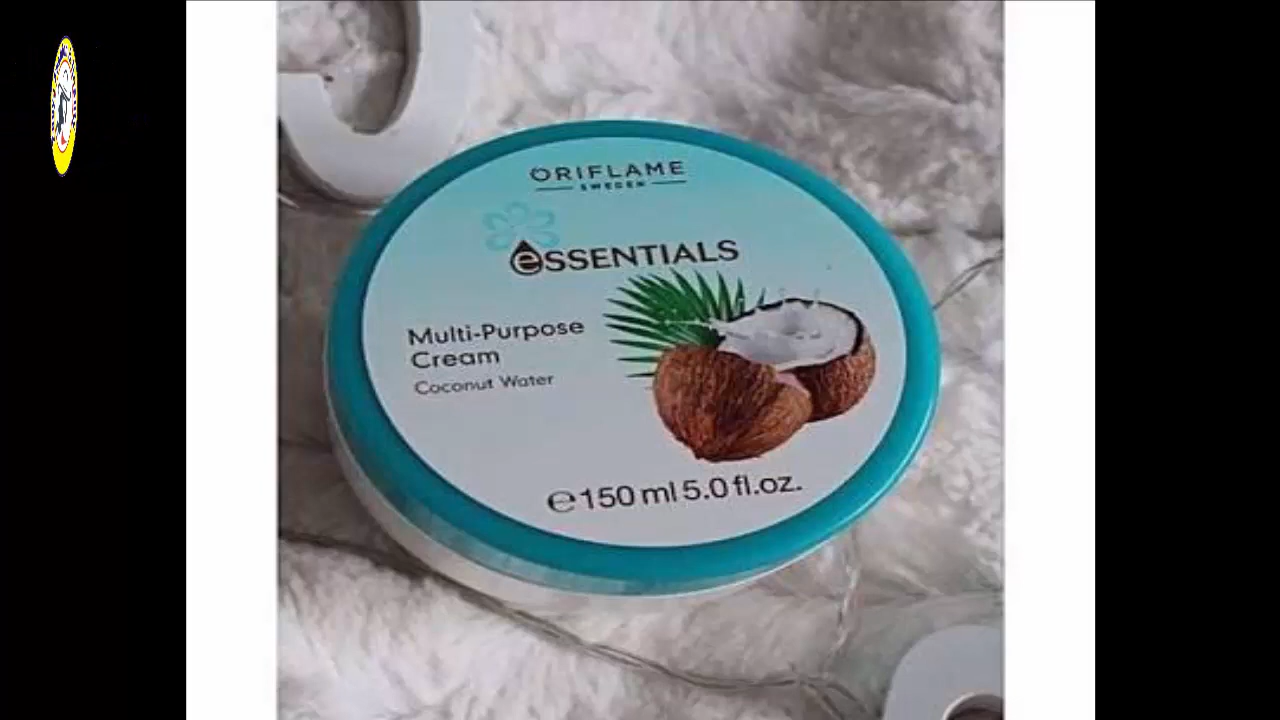 ORIFLAME
SWEDEN
eSSENTIALS
Multi-Purpose
Cream
Coconut Water
℮150 ml 5.0 fl.oz.